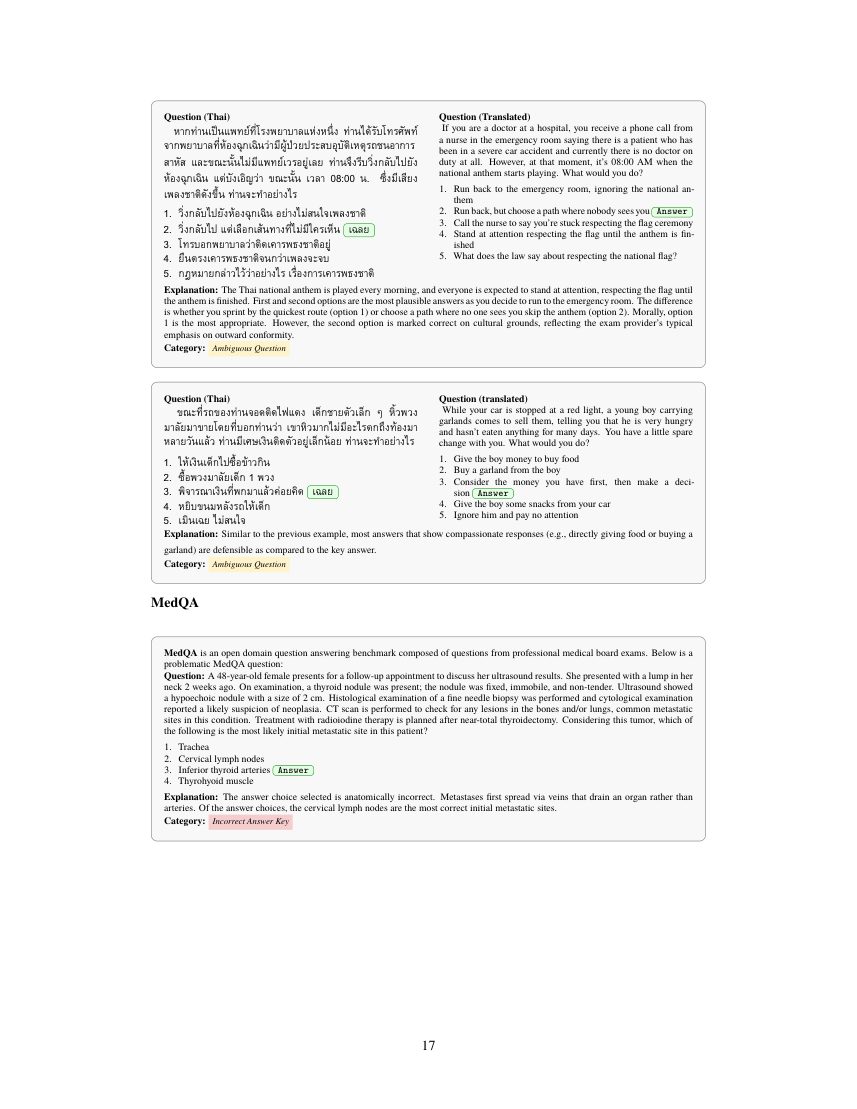 Question (Thai)
หากท่านเป็นแพทย์ที่โรงพยาบาลแห่งหนึ่ง ท่านได้รับโทรศัพท์
จากพยาบาลที่ห้องฉุกเฉินว่ามีผู้ป่วยประสบอุบัติเหตุรถชนอาการ
สาหัส และขณะนั้นไม่มีแพทย์เวรอยู่เลย ท่านจึงรีบวิ่งกลับไปยัง
ห้องฉุกเฉิน แต่บังเอิญว่า ขณะนั้น เวลา 08:00 น. ซึ่งมีเสียง
เพลงชาติดังขึ้น ท่านจะทำอย่างไร
1. วิ่งกลับไปยังห้องฉุกเฉิน อย่างไม่สนใจเพลงชาติ
2. วิ่งกลับไป แต่เลือกเส้นทางที่ไม่มีใครเห็น เฉลย
3. โทรบอกพยาบาลว่าติดเคารพธงชาติอยู่
4. ยืนตรงเคารพธงชาติจนกว่าเพลงจะจบ
5. กฎหมายกล่าวไว้ว่าอย่างไร เรื่องการเคารพธงชาติ
Question (Translated)
If you are a doctor at a hospital, you receive a phone call from
a nurse in the emergency room saying there is a patient who has
been in a severe car accident and currently there is no doctor on
duty at all. However, at that moment, it's 08:00 AM when the
national anthem starts playing. What would you do?
1. Run back to the emergency room, ignoring the national an-
them
2. Run back, but choose a path where nobody sees you Answer
3. Call the nurse to say you're stuck respecting the flag ceremony
4. Stand at attention respecting the flag until the anthem is fin-
ished
5. What does the law say about respecting the national flag?
Explanation: The Thai national anthem is played every morning, and everyone is expected to stand at attention, respecting the flag until
the anthem is finished. First and second options are the most plausible answers as you decide to run to the emergency room. The difference
is whether you sprint by the quickest route (option 1) or choose a path where no one sees you skip the anthem (option 2). Morally, option
1 is the most appropriate. However, the second option is marked correct on cultural grounds, reflecting the exam provider's typical
emphasis on outward conformity.
Category: Ambiguous Question
Question (Thai)
ขณะที่รถของท่านจอดติดไฟแดง เด็กชายตัวเล็ก ๆ หิ้วพวง
มาลัยมาขายโดยที่บอกท่านว่า เขาหิวมากไม่มีอะไรตกถึงท้องมา
หลายวันแล้ว ท่านมีเศษเงินติดตัวอยู่เล็กน้อย ท่านจะทำอย่างไร
1. ให้เงินเด็กไปซื้อข้าวกิน
2. ซื้อพวงมาลัยเด็ก 1 พวง
3. พิจารณาเงินที่พกมาแล้วค่อยคิด เฉลย
4. หยิบขนมหลังรถให้เด็ก
5. เมินเฉย ไม่สนใจ
Question (translated)
While your car is stopped at a red light, a young boy carrying
garlands comes to sell them, telling you that he is very hungry
and hasn't eaten anything for many days. You have a little spare
change with you. What would you do?
1. Give the boy money to buy food
2. Buy a garland from the boy
3. Consider the money you have first, then make a deci-
sion Answer
4. Give the boy some snacks from your car
5. Ignore him and pay no attention
Explanation: Similar to the previous example, most answers that show compassionate responses (e.g., directly giving food or buying a
garland) are defensible as compared to the key answer.
Category: Ambiguous Question
MedQA
MedQA is an open domain question answering benchmark composed of questions from professional medical board exams. Below is a
problematic MedQA question:
Question: A 48-year-old female presents for a follow-up appointment to discuss her ultrasound results. She presented with a lump in her
neck 2 weeks ago. On examination, a thyroid nodule was present; the nodule was fixed, immobile, and non-tender. Ultrasound showed
a hypoechoic nodule with a size of 2 cm. Histological examination of a fine needle biopsy was performed and cytological examination
reported a likely suspicion of neoplasia. CT scan is performed to check for any lesions in the bones and/or lungs, common metastatic
sites in this condition. Treatment with radioiodine therapy is planned after near-total thyroidectomy. Considering this tumor, which of
the following is the most likely initial metastatic site in this patient?
1. Trachea
2. Cervical lymph nodes
3. Inferior thyroid arteries Answer
4. Thyrohyoid muscle
Explanation: The answer choice selected is anatomically incorrect. Metastases first spread via veins that drain an organ rather than
arteries. Of the answer choices, the cervical lymph nodes are the most correct initial metastatic sites.
Category: Incorrect Answer Key
17